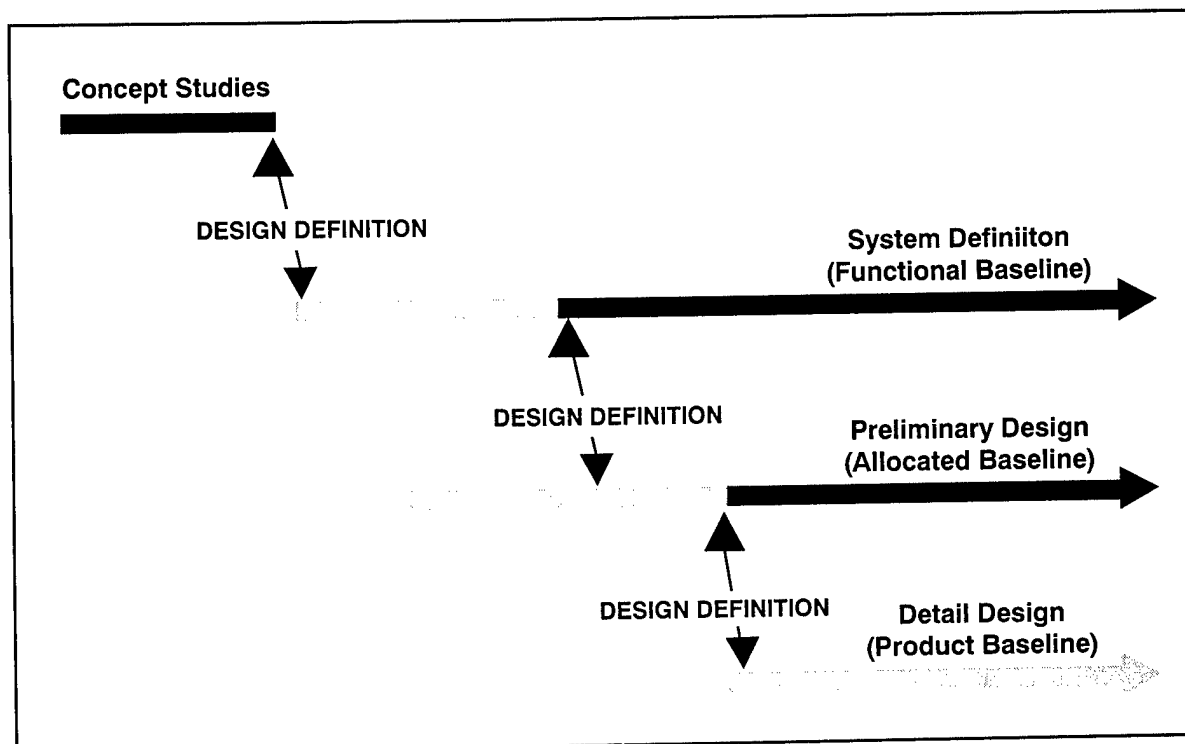 Concept Studies
DESIGN DEFINITION
System Definiiton
(Functional Baseline)
DESIGN DEFINITION
Preliminary Design
(Allocated Baseline)
DESIGN DEFINITION
Detail Design
(Product Baseline)